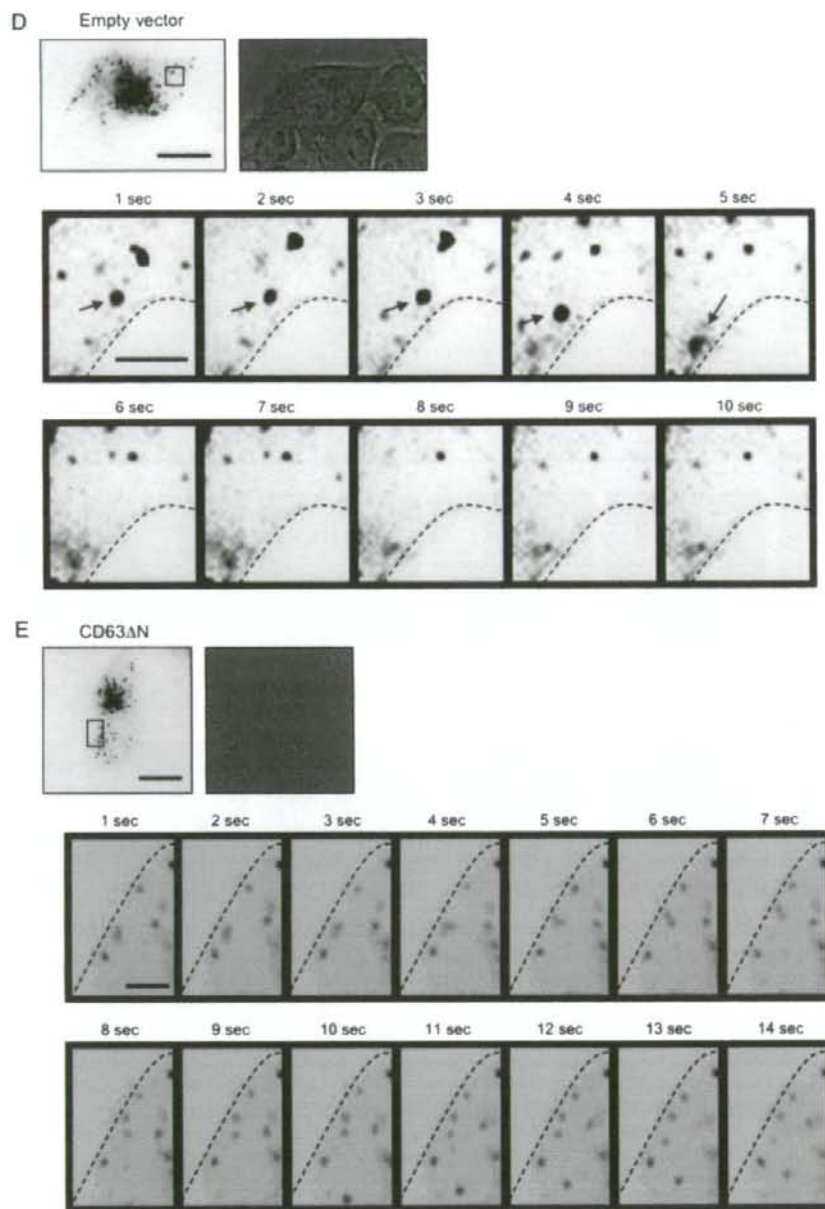 D
Empty vector
1 sec 2 sec 3 sec 4 sec 5 sec
6 sec 7 sec 8 sec 9 sec 10 sec
E
CD63ΔN
1 sec 2 sec 3 sec 4 sec 5 sec 6 sec 7 sec
8 sec 9 sec 10 sec 11 sec 12 sec 13 sec 14 sec